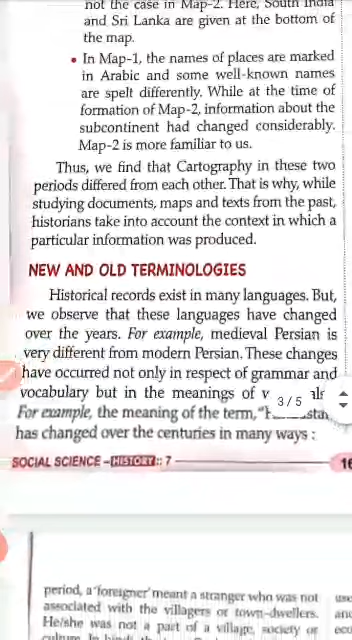 not the case in Map-2. Here, South India
and Sri Lanka are given at the bottom of
the map.
• In Map-1, the names of places are marked
in Arabic and some well-known names
are spelt differently. While at the time of
formation of Map-2, information about the
subcontinent had changed considerably.
Map-2 is more familiar to us.
Thus, we find that Cartography in these two
periods differed from each other. That is why, while
studying documents, maps and texts from the past,
historians take into account the context in which a
particular information was produced.
NEW AND OLD TERMINOLOGIES
Historical records exist in many languages. But,
we observe that these languages have changed
over the years. For example, medieval Persian is
very different from modern Persian. These changes
have occurred not only in respect of grammar and
vocabulary but in the meanings of
3 / 5
For example, the meaning of the term,
has changed over the centuries in many ways :
SOCIAL SCIENCE – HISTORY :: 7
16
period, a 'foreigner' meant a stranger who was not
associated with the villagers or town-dwellers.
He/she was not a part of a village, society or
culture. In hindi